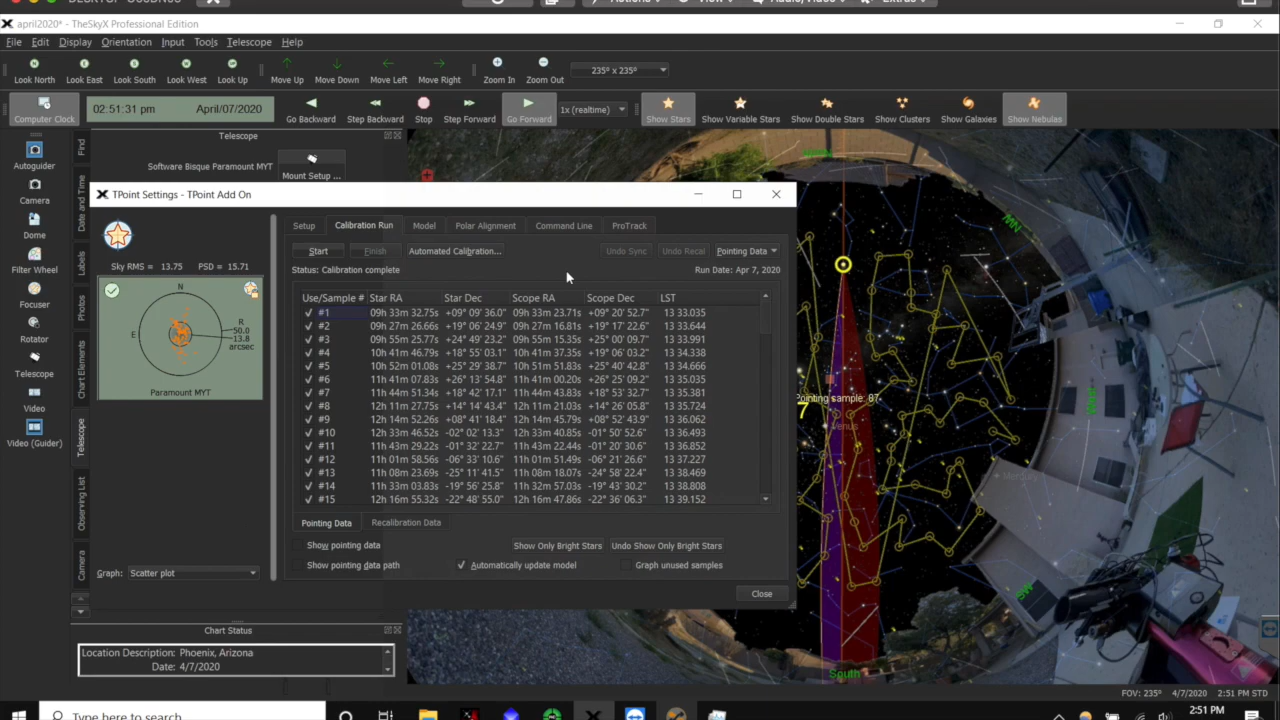 april2020* - TheSkyX Professional Edition
File Edit Display Orientation Input Tools Telescope Help
Look North Look East Look South Look West Look Up Move Up Move Down Move Left Move Right Zoom In Zoom Out 235° x 235°
Computer Clock 02:51:31 pm April/07/2020 Go Backward Step Backward Stop Step Forward Go Forward 1x (realtime) Show Stars Show Variable Stars Show Double Stars Show Clusters Show Galaxies Show Nebulas
Telescope
Autoguider
Camera
Dome
Filter Wheel
Focuser
Rotator
Telescope
Video
Video (Guider)
Find
Date and Time
Labels
Photos
Chart Elements
Telescope
Observing List
Camera
Software Bisque Paramount MYT
Mount Setup ...
TPoint Settings - TPoint Add On
Sky RMS = 13.75 PSD = 15.71
N
E
R
50.0
-13.8
arcsec
Paramount MYT
Graph: Scatter plot
Setup Calibration Run Model Polar Alignment Command Line ProTrack
Start Finish Automated Calibration... Undo Sync Undo Recal Pointing Data
Status: Calibration complete Run Date: Apr 7, 2020
Use/Sample # Star RA Star Dec Scope RA Scope Dec LST
#1 09h 33m 32.75s +09° 09' 36.0" 09h 33m 23.71s +09° 20' 52.7" 13 33.035
#2 09h 27m 26.66s +19° 06' 24.9" 09h 27m 16.81s +19° 17' 22.6" 13 33.644
#3 09h 55m 25.77s +24° 49' 23.2" 09h 55m 15.35s +25° 00' 09.7" 13 33.991
#4 10h 41m 46.79s +18° 55' 03.1" 10h 41m 37.35s +19° 06' 03.2" 13 34.338
#5 10h 52m 01.08s +25° 29' 38.7" 10h 51m 51.83s +25° 40' 42.8" 13 34.666
#6 11h 41m 07.83s +26° 13' 54.8" 11h 41m 00.20s +26° 25' 09.2" 13 35.035
#7 11h 44m 51.34s +18° 42' 17.1" 11h 44m 43.83s +18° 53' 32.7" 13 35.381
#8 12h 11m 27.75s +14° 14' 43.4" 12h 11m 21.03s +14° 26' 05.8" 13 35.724
#9 12h 14m 52.26s +08° 41' 18.4" 12h 14m 45.79s +08° 52' 43.9" 13 36.062
#10 12h 33m 46.52s -02° 02' 13.3" 12h 33m 40.85s -01° 50' 52.6" 13 36.493
#11 11h 43m 29.22s -01° 32' 22.7" 11h 43m 22.44s -01° 20' 30.6" 13 36.852
#12 11h 01m 58.56s -06° 33' 10.6" 11h 01m 51.49s -06° 21' 26.6" 13 37.227
#13 11h 08m 23.69s -25° 11' 41.5" 11h 08m 18.07s -24° 58' 22.4" 13 38.469
#14 11h 33m 03.83s -19° 56' 25.8" 11h 32m 57.03s -19° 43' 30.2" 13 38.808
#15 12h 16m 55.32s -22° 48' 55.0" 12h 16m 47.86s -22° 36' 06.3" 13 39.152
Pointing Data Recalibration Data
Show pointing data Show Only Bright Stars Undo Show Only Bright Stars
Show pointing data path Automatically update model Graph unused samples
Close
NW
Pointing sample: 87
7
Venus
Mercury
SW
South
Chart Status
Location Description: Phoenix, Arizona
Date: 4/7/2020
FOV: 235° 4/7/2020 2:51 PM STD
Type here to search
2:51 PM